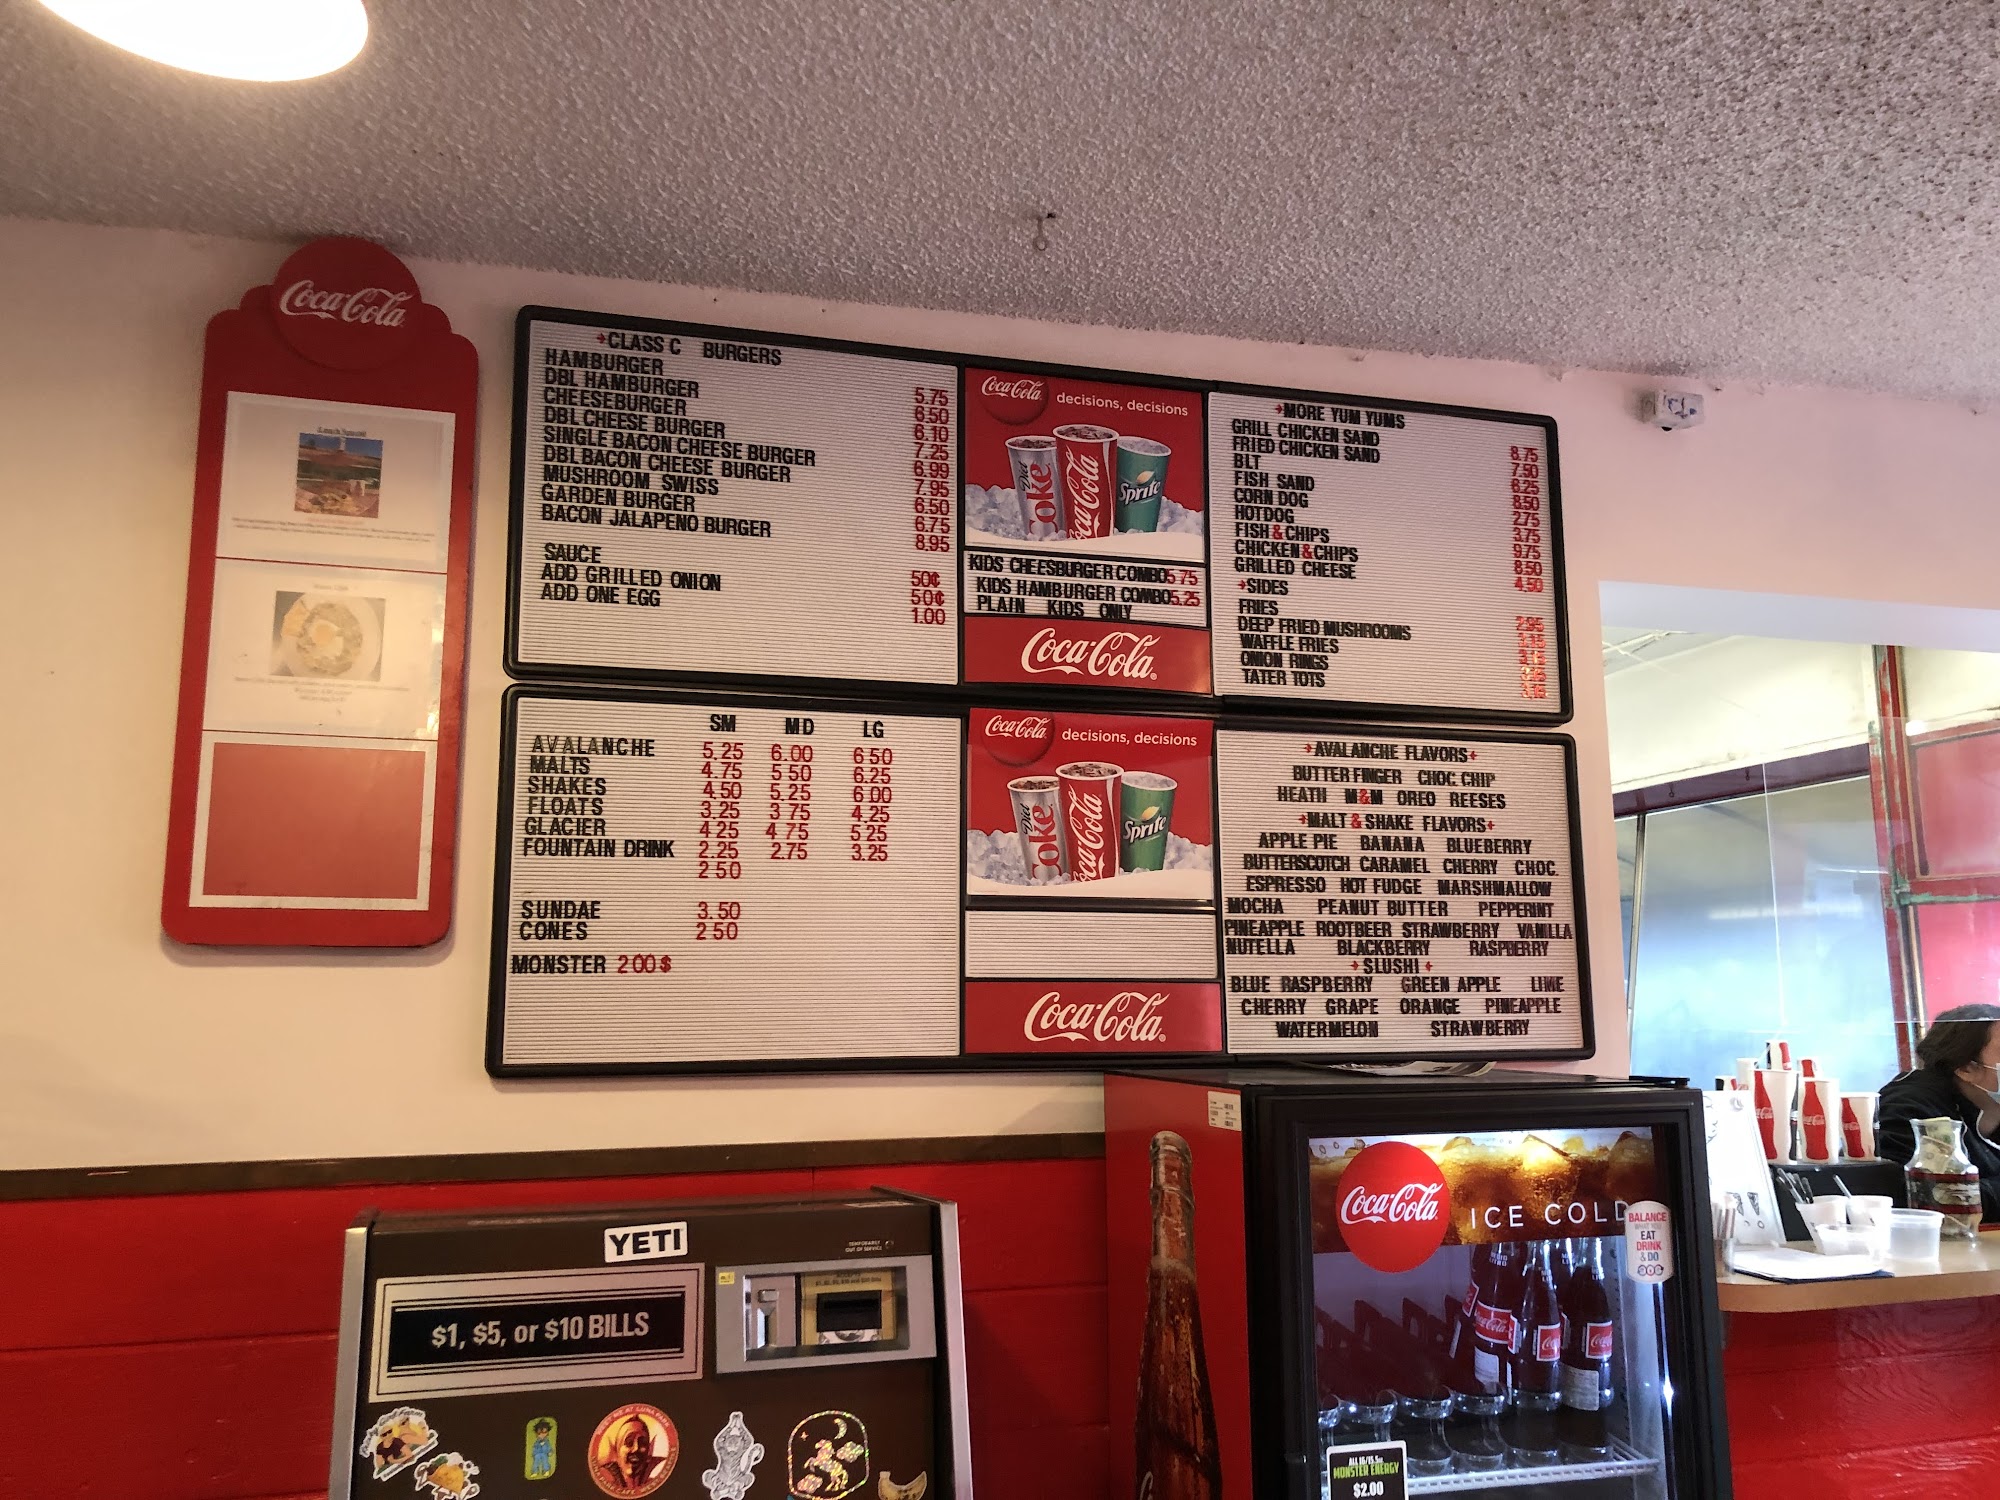 Coca-Cola
CLASS C BURGERS
HAMBURGER 5.75
DBL HAMBURGER 6.50
CHEESEBURGER 6.10
DBL CHEESE BURGER 7.25
SINGLE BACON CHEESE BURGER 6.99
DBL BACON CHEESE BURGER 7.95
MUSHROOM SWISS 6.50
GARDEN BURGER 6.75
BACON JALAPENO BURGER 8.95
SAUCE 50¢
ADD GRILLED ONION 50¢
ADD ONE EGG 1.00
Coca-Cola decisions, decisions
Diet Coke Coca-Cola Sprite
KIDS CHEESBURGER COMBO 5 75
KIDS HAMBURGER COMBO 5.25
PLAIN KIDS ONLY
Coca-Cola
MORE YUM YUMS
GRILL CHICKEN SAND 8.75
FRIED CHICKEN SAND 7.50
BLT 6.25
FISH SAND 8.50
CORN DOG 2.75
HOTDOG 3.75
FISH & CHIPS 9.75
CHICKEN & CHIPS 8.50
GRILLED CHEESE 4.50
SIDES
FRIES 2.95
DEEP FRIED MUSHROOMS
WAFFLE FRIES
ONION RINGS
TATER TOTS
SM MD LG
AVALANCHE 5.25 6.00 6 50
MALTS 4.75 5 50 6.25
SHAKES 4.50 5.25 6.00
FLOATS 3.25 3 75 4.25
GLACIER 4 25 4 75 5 25
FOUNTAIN DRINK 2.25 2.75 3.25
2 50
SUNDAE 3.50
CONES 2 50
MONSTER 2 00$
Coca-Cola decisions, decisions
Diet Coke Coca-Cola Sprite
Coca-Cola
AVALANCHE FLAVORS
BUTTERFINGER CHOC. CHIP
HEATH M&M OREO REESES
MALT & SHAKE FLAVORS
APPLE PIE BANANA BLUEBERRY
BUTTERSCOTCH CARAMEL CHERRY CHOC.
ESPRESSO HOT FUDGE MARSHMALLOW
MOCHA PEANUT BUTTER PEPPERINT
PINEAPPLE ROOTBEER STRAWBERRY VANILLA
NUTELLA BLACKBERRY RASPBERRY
SLUSHI
BLUE RASPBERRY GREEN APPLE LIME
CHERRY GRAPE ORANGE PINEAPPLE
WATERMELON STRAWBERRY
YETI
TEMPORARILY
OUT OF SERVICE
$1, $5, or $10 BILLS
Coca-Cola ICE COLD
BALANCE
WHAT YOU
EAT
DRINK
& DO
MONSTER ENERGY
$2.00